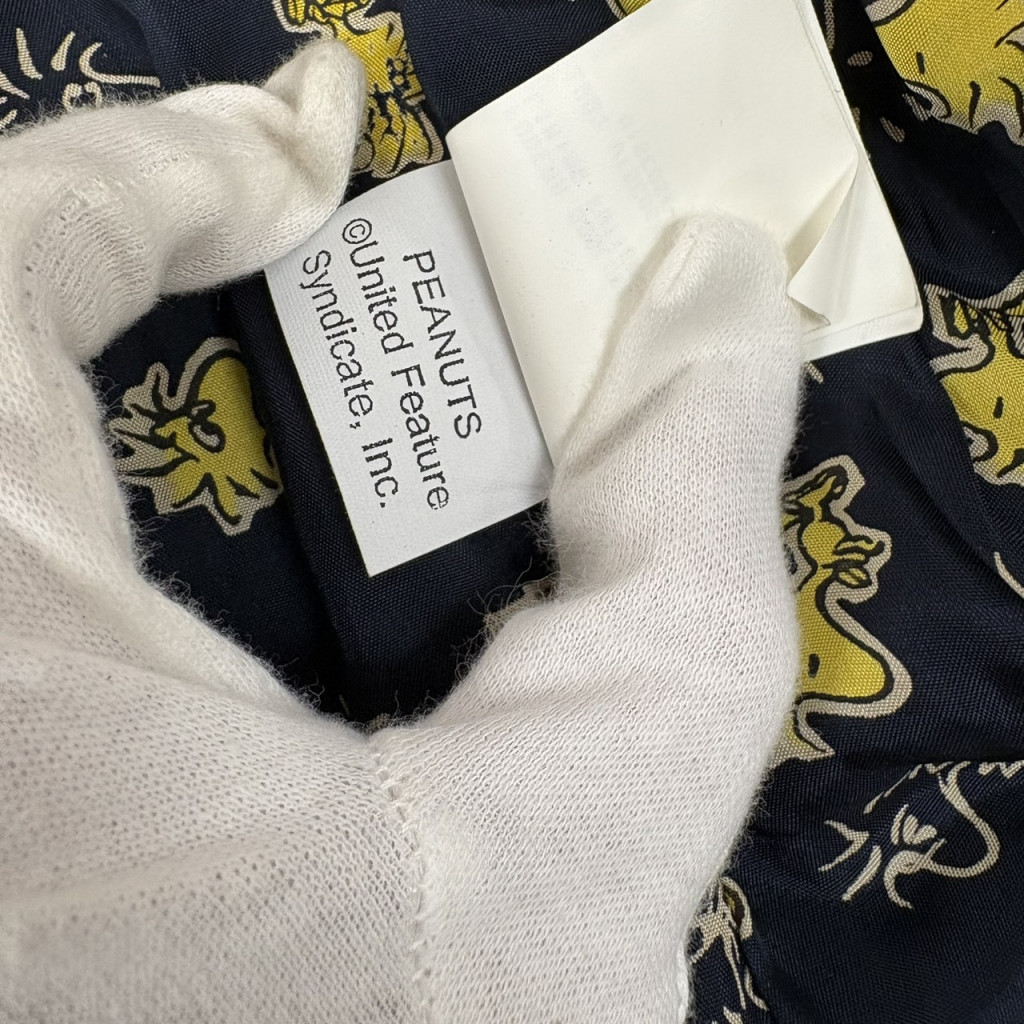 PEANUTS
©United Feature
Syndicate, Inc.